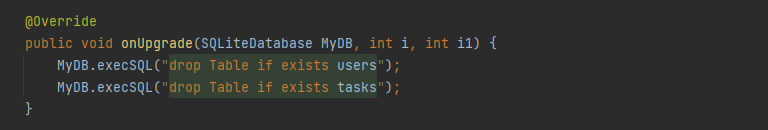 @Override
public void onUpgrade(SQLiteDatabase MyDB, int i, int i1) {
MyDB.execSQL("drop Table if exists users");
MyDB.execSQL("drop Table if exists tasks");
}